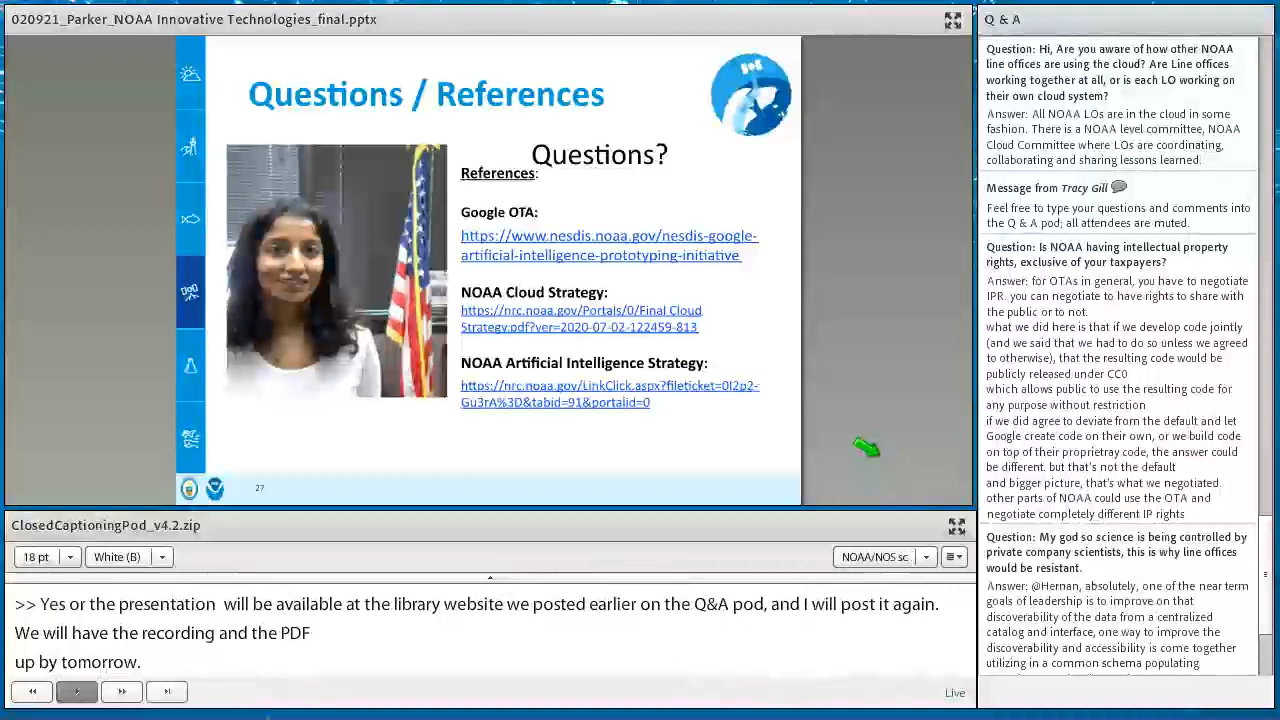 020921_Parker_NOAA Innovative Technologies_final.pptx
Questions / References
Questions?
References:
Google OTA:
https://www.nesdis.noaa.gov/nesdis-google-
artificial-intelligence-prototyping-initiative
NOAA Cloud Strategy:
https://nrc.noaa.gov/Portals/0/Final Cloud
Strategy.pdf?ver=2020-07-02-122459-813
NOAA Artificial Intelligence Strategy:
https://nrc.noaa.gov/LinkClick.aspx?fileticket=0I2p2-
Gu3rA%3D&tabid=91&portalid=0
27
ClosedCaptioningPod_v4.2.zip
18 pt
White (B)
NOAA/NOS sc
>> Yes or the presentation will be available at the library website we posted earlier on the Q&A pod, and I will post it again.
We will have the recording and the PDF
up by tomorrow.
Live
Q & A
Question: Hi, Are you aware of how other NOAA
line offices are using the cloud? Are Line offices
working together at all, or is each LO working on
their own cloud system?
Answer: All NOAA LOs are in the cloud in some
fashion. There is a NOAA level committee, NOAA
Cloud Committee where LOs are coordinating,
collaborating and sharing lessons learned.
Message from Tracy Gill
Feel free to type your questions and comments into
the Q & A pod; all attendees are muted.
Question: Is NOAA having intellectual property
rights, exclusive of your taxpayers?
Answer: for OTAs in general, you have to negotiate
IPR. you can negotiate to have rights to share with
the public or to not.
what we did here is that if we develop code jointly
(and we said that we had to do so unless we agreed
to otherwise), that the resulting code would be
publicly released under CC0
which allows public to use the resulting code for
any purpose without restriction
if we did agree to deviate from the default and let
Google create code on their own, or we build code
on top of their proprietray code, the answer could
be different. but that's not the default
and bigger picture, that's what we negotiated.
other parts of NOAA could use the OTA and
negotiate completely different IP rights
Question: My god so science is being controlled by
private company scientists, this is why line offices
would be resistant.
Answer: @Hernan, absolutely, one of the near term
goals of leadership is to improve on that
discoverability of the data from a centralized
catalog and interface, one way to improve the
discoverability and accessibility is come together
utilizing in a common schema populating